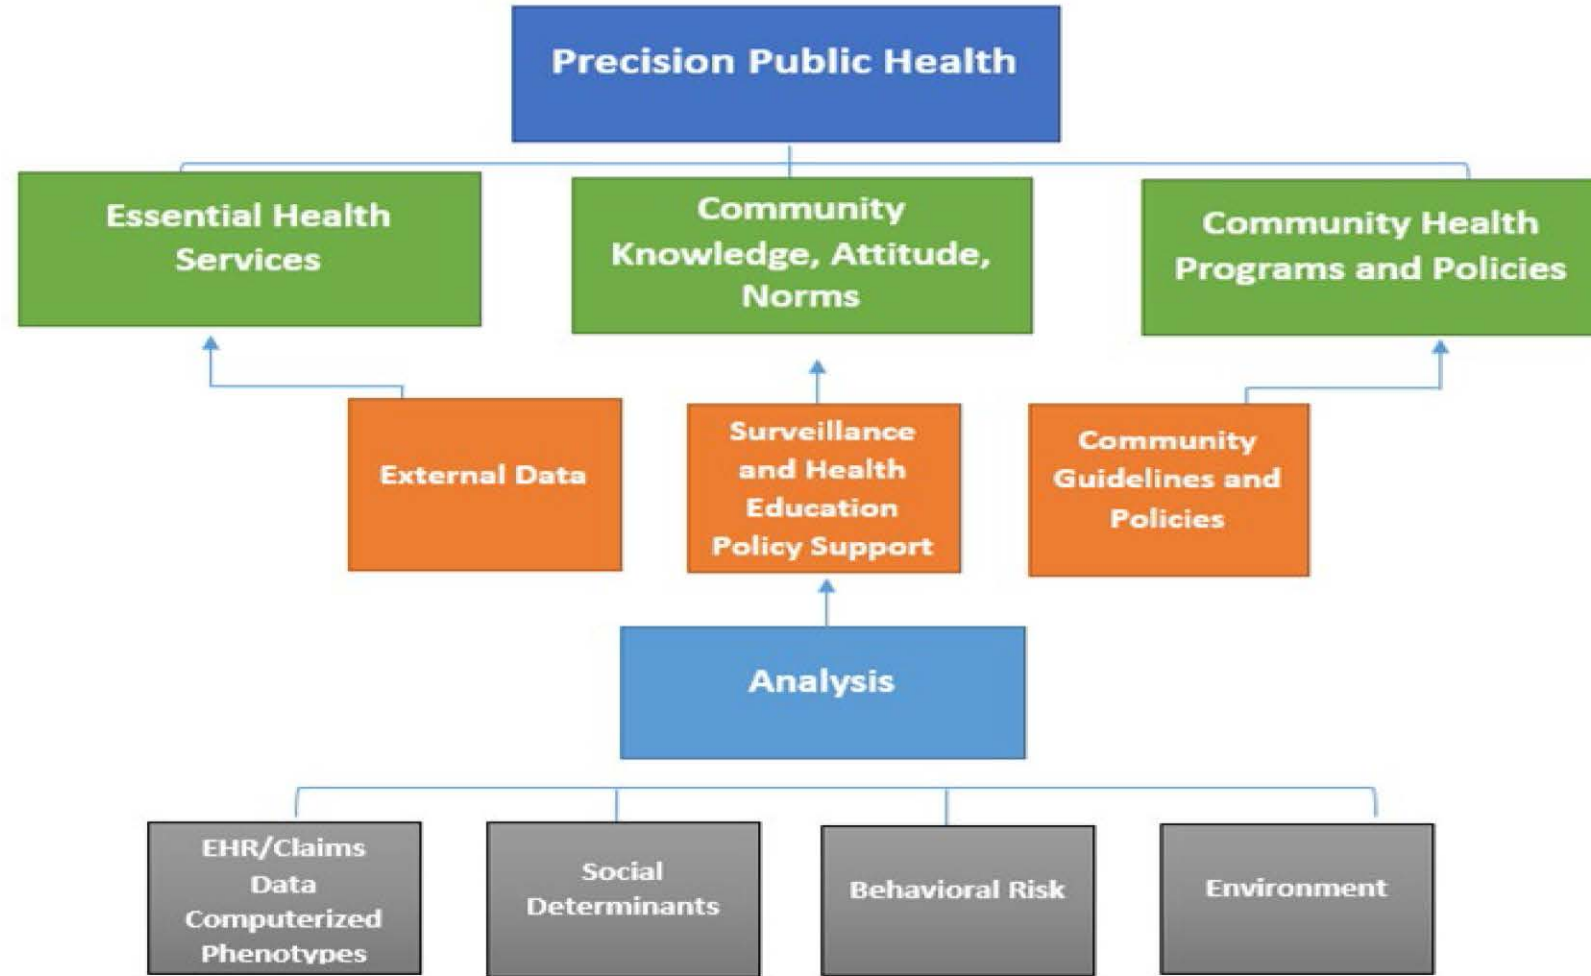 Precision Public Health
Essential Health
Services
Community
Knowledge, Attitude,
Norms
Community Health
Programs and Policies
External Data
Surveillance
and Health
Education
Policy Support
Community
Guidelines and
Policies
Analysis
EHR/Claims
Data
Computerized
Phenotypes
Social
Determinants
Behavioral Risk
Environment